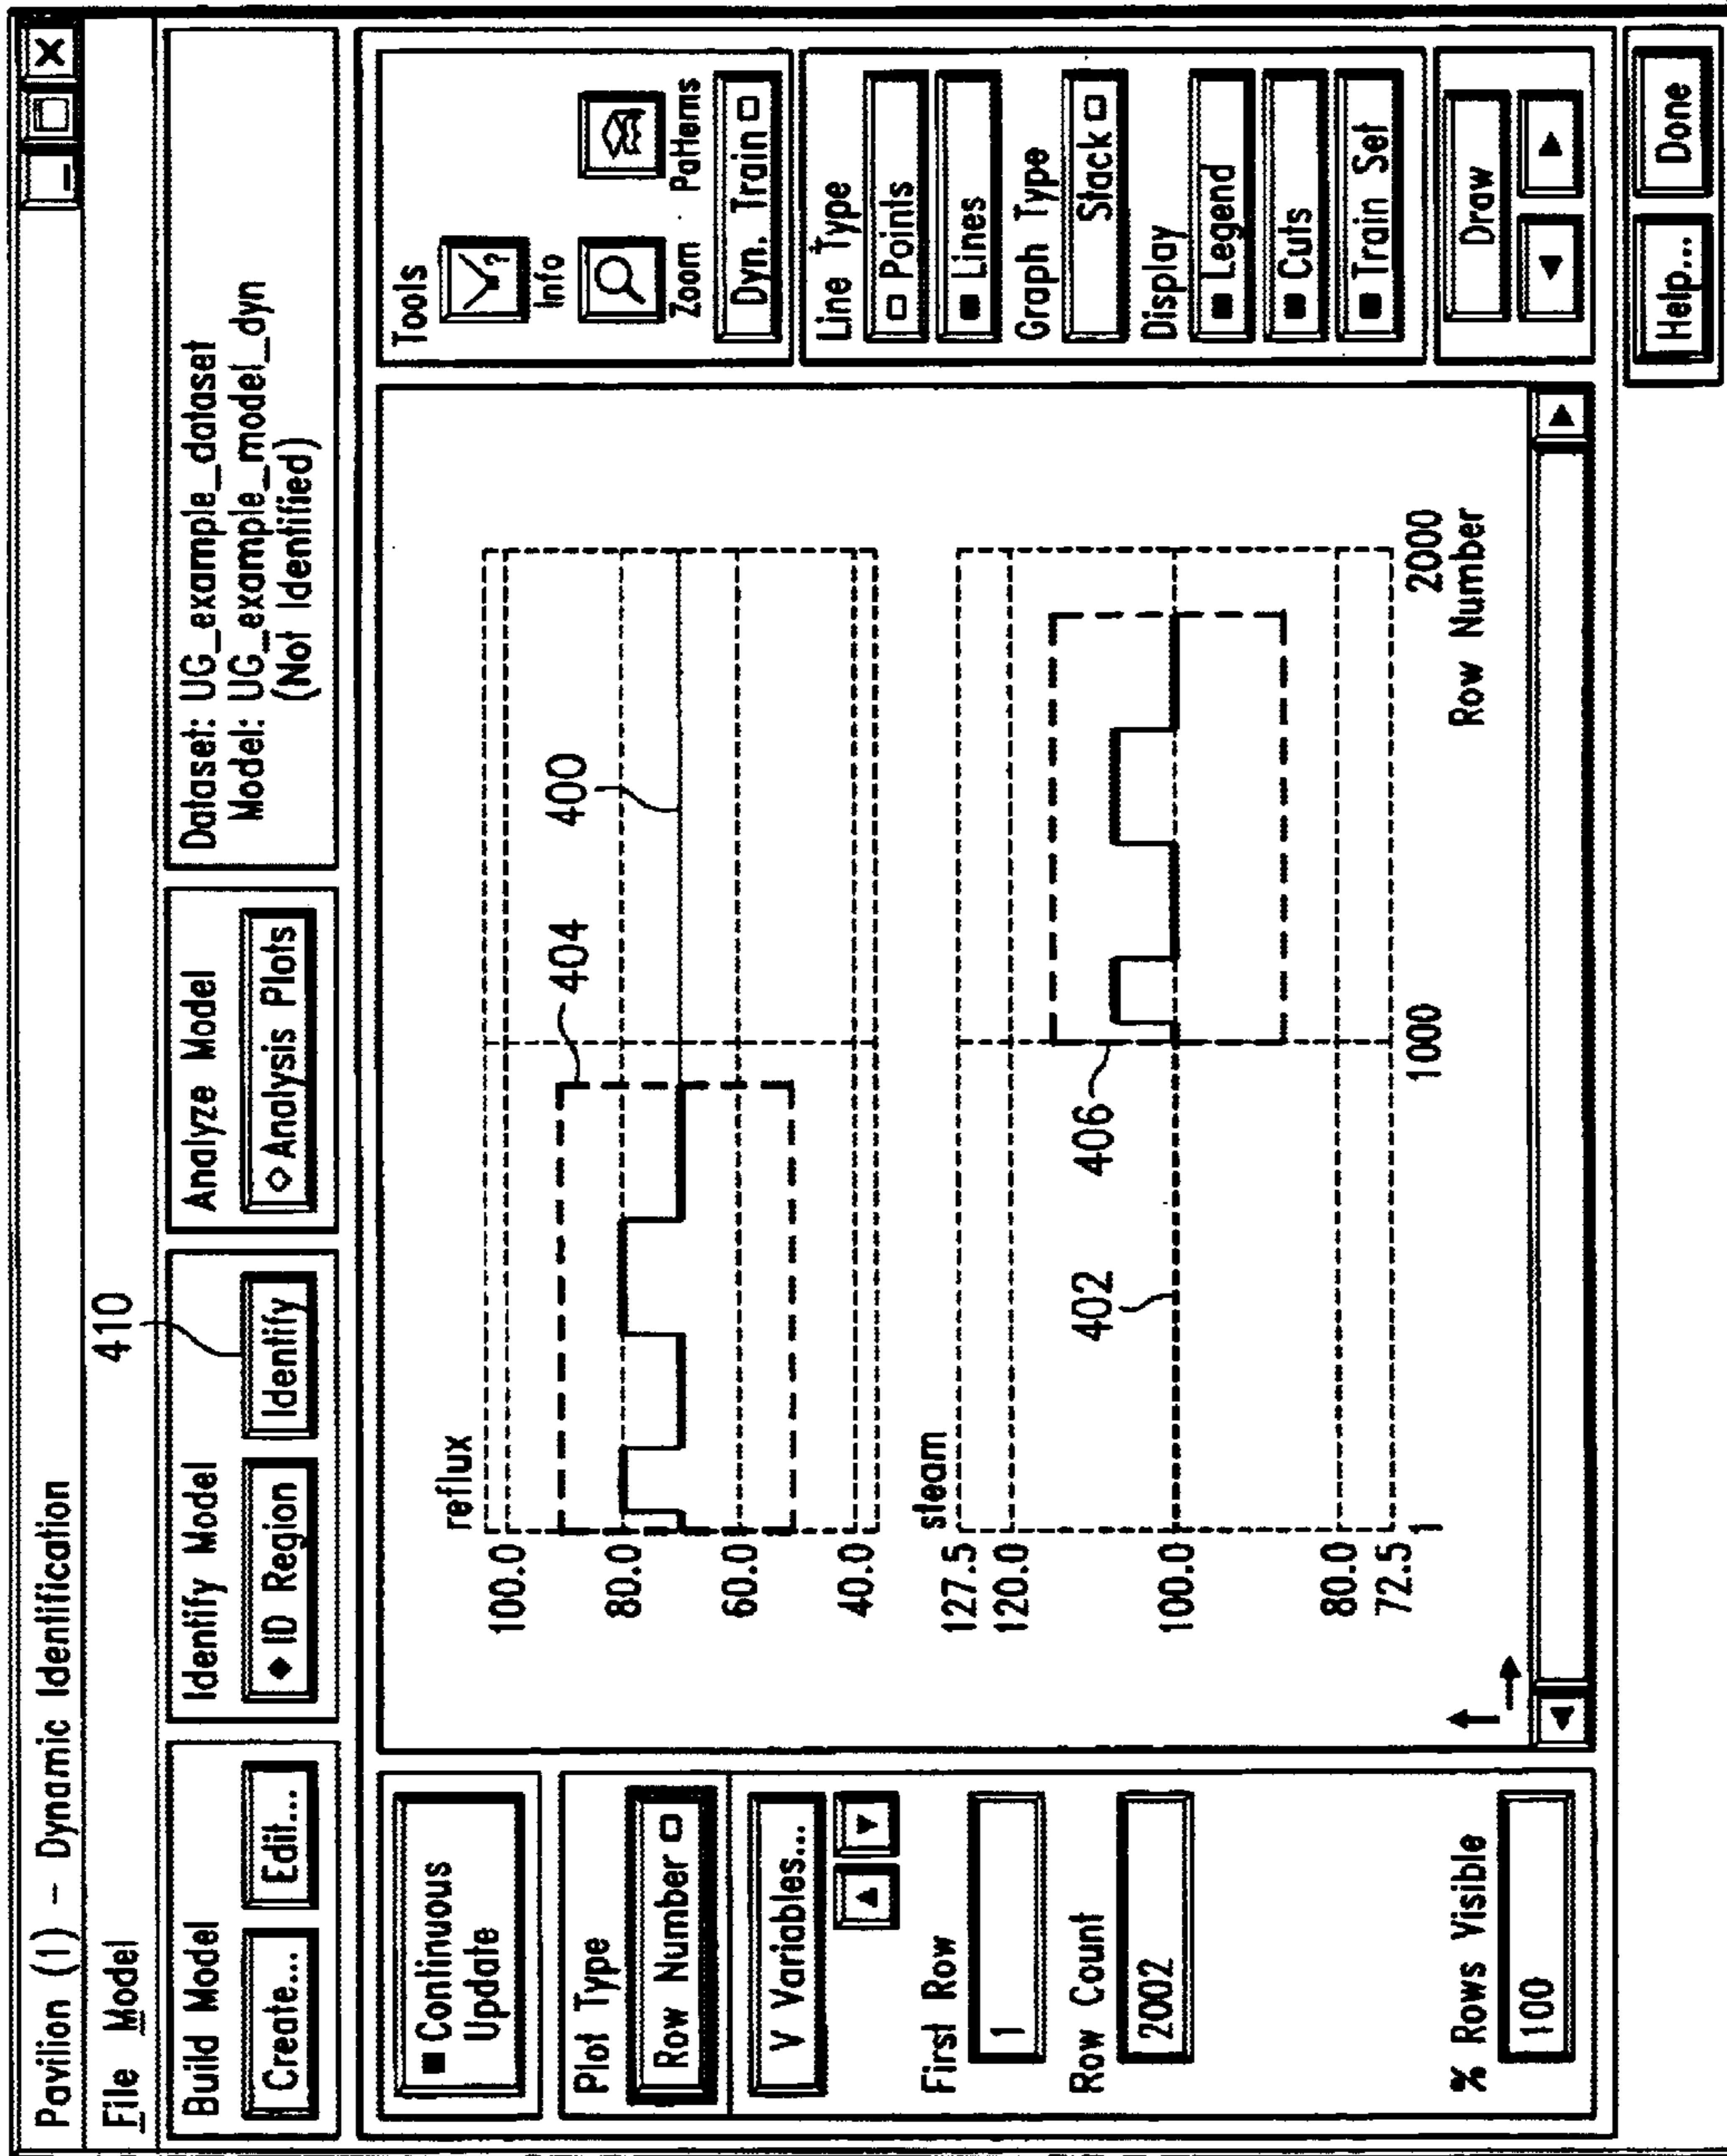 Pavilion (1) – Dynamic Identification
File Model
410
Build Model
Create... Edit...
Identify Model
ID Region Identify
Analyze Model
Analysis Plots
Dataset: UG_example_dataset
Model: UG_example_model_dyn
(Not Identified)
Continuous
Update
Plot Type
Row Number
V Variables...
First Row
1
Row Count
2002
% Rows Visible
100
reflux
100.0
80.0
60.0
40.0
404
400
steam
127.5
120.0
100.0
80.0
72.5
402
406
1
1000
2000
Row Number
Tools
?
Info
Zoom
Patterns
Dyn. Train
Line Type
Points
Lines
Graph Type
Stack
Display
Legend
Cuts
Train Set
Draw
Help... Done